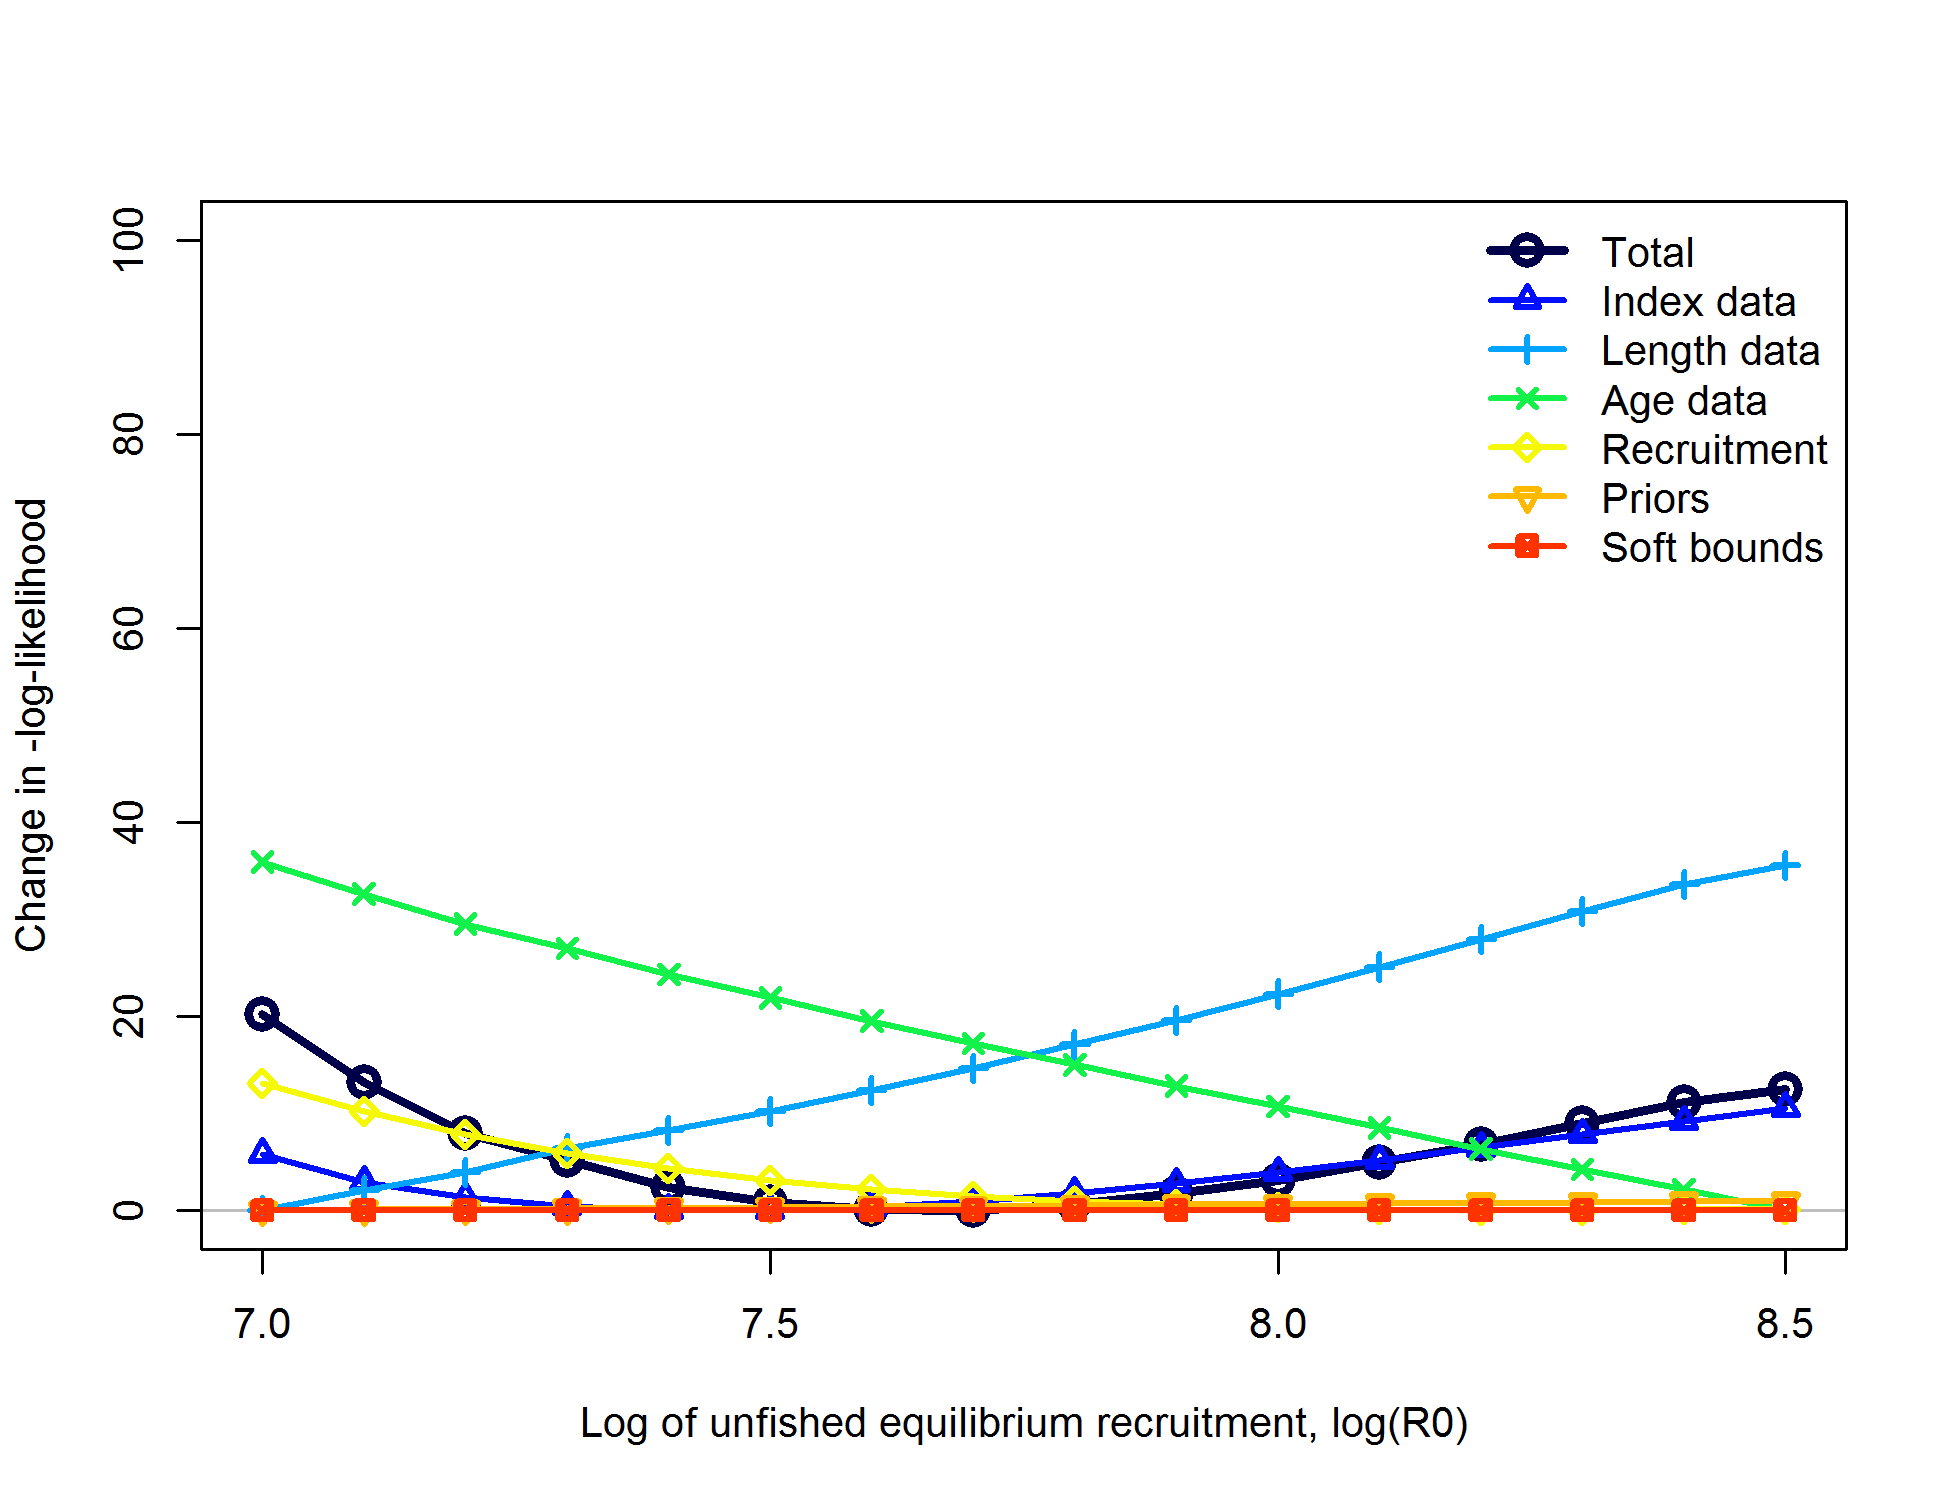 Change in -log-likelihood
100
80
60
40
20
0
Total
Index data
Length data
Age data
Recruitment
Priors
Soft bounds
7.0 7.5 8.0 8.5
Log of unfished equilibrium recruitment, log(R0)